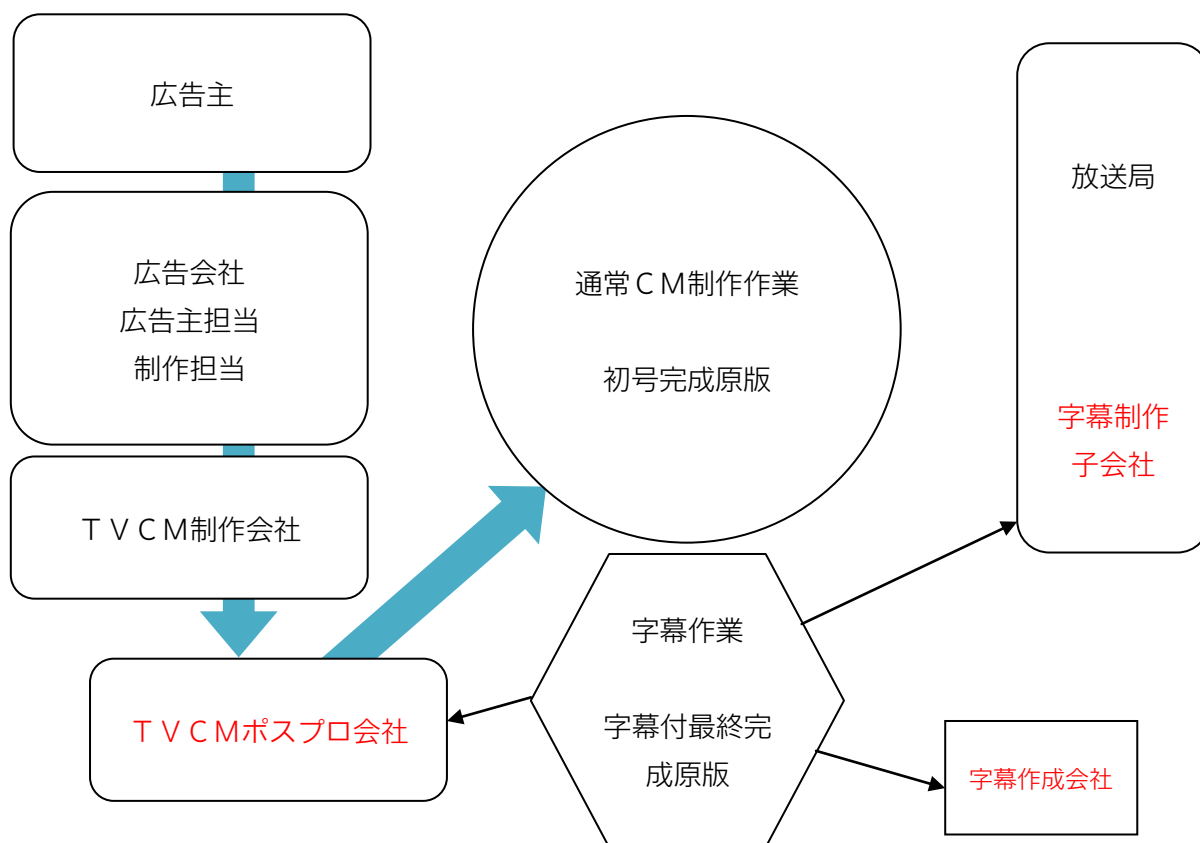 広告主
広告会社
広告主担当
制作担当
ＴＶＣＭ制作会社
ＴＶＣＭポスプロ会社
通常ＣＭ制作作業
初号完成原版
字幕作業
字幕付最終完
成原版
放送局
字幕制作
子会社
字幕作成会社